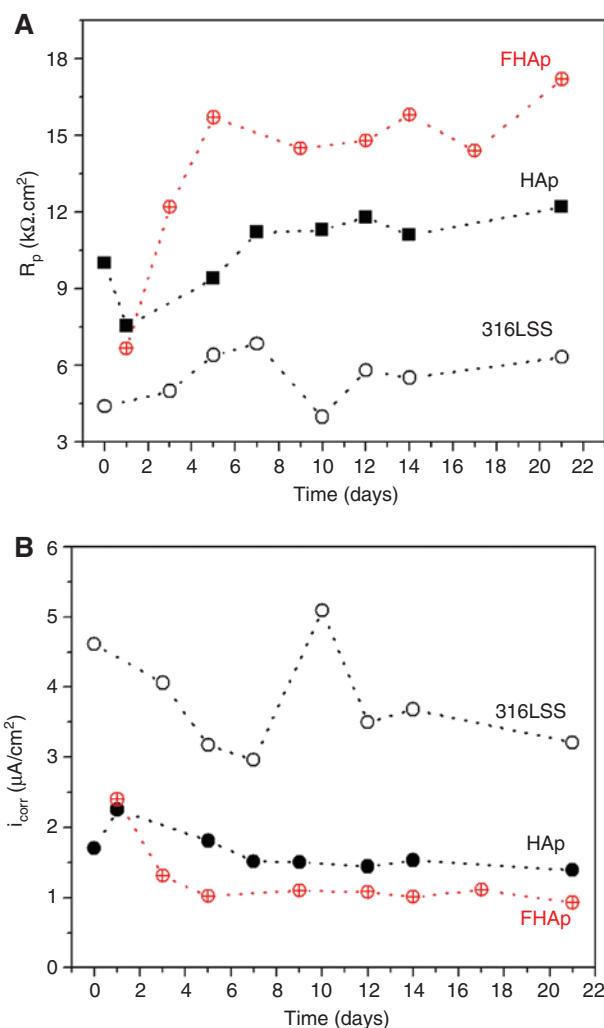 A
18
15
12
9
6
3
R_p (kΩ.cm²)
FHAp
HAp
316LSS
0 2 4 6 8 10 12 14 16 18 20 22
Time (days)
B
6
5
4
3
2
1
0
i_corr (μA/cm²)
316LSS
HAp
FHAp
0 2 4 6 8 10 12 14 16 18 20 22
Time (days)